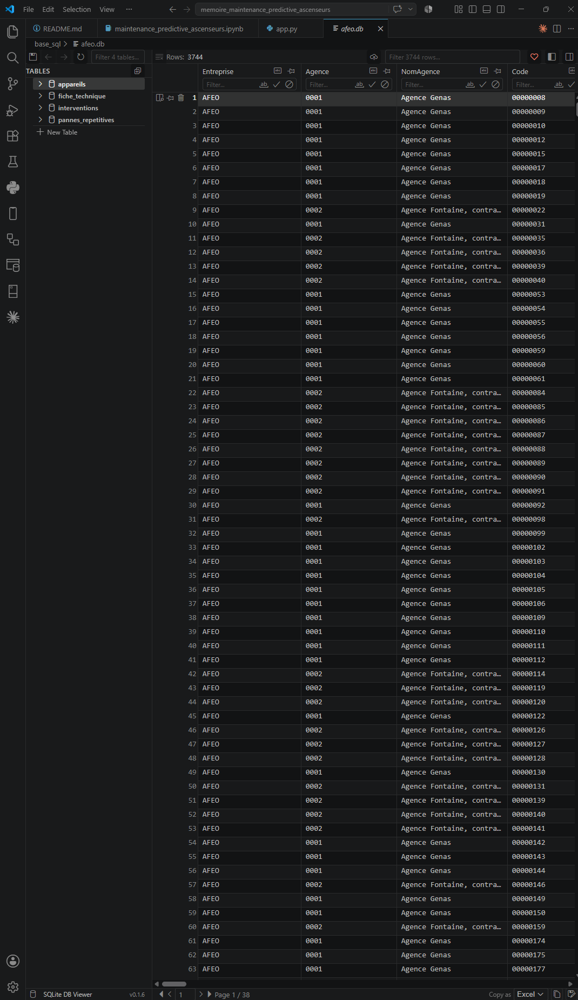 File Edit Selection View ··· memoire_maintenance_predictive_ascenseurs
README.md maintenance_predictive_ascenseurs.ipynb app.py afeo.db
base_sql > afeo.db
Filter 4 tables... Rows: 3744 Filter 3744 rows...
TABLES Entreprise Agence NomAgence Code
appareils Filter... ab, Filter... ab, Filter... ab, Filter... ab,
fiche_technique
interventions
pannes_repetitives
New Table
1 AFEO 0001 Agence Genas 00000008
2 AFEO 0001 Agence Genas 00000009
3 AFEO 0001 Agence Genas 00000010
4 AFEO 0001 Agence Genas 00000012
5 AFEO 0001 Agence Genas 00000015
6 AFEO 0001 Agence Genas 00000017
7 AFEO 0001 Agence Genas 00000018
8 AFEO 0001 Agence Genas 00000019
9 AFEO 0002 Agence Fontaine, contra… 00000022
10 AFEO 0001 Agence Genas 00000031
11 AFEO 0002 Agence Fontaine, contra… 00000035
12 AFEO 0002 Agence Fontaine, contra… 00000036
13 AFEO 0002 Agence Fontaine, contra… 00000039
14 AFEO 0002 Agence Fontaine, contra… 00000040
15 AFEO 0001 Agence Genas 00000053
16 AFEO 0001 Agence Genas 00000054
17 AFEO 0001 Agence Genas 00000055
18 AFEO 0001 Agence Genas 00000056
19 AFEO 0001 Agence Genas 00000059
20 AFEO 0001 Agence Genas 00000060
21 AFEO 0001 Agence Genas 00000061
22 AFEO 0002 Agence Fontaine, contra… 00000084
23 AFEO 0002 Agence Fontaine, contra… 00000085
24 AFEO 0002 Agence Fontaine, contra… 00000086
25 AFEO 0002 Agence Fontaine, contra… 00000087
26 AFEO 0002 Agence Fontaine, contra… 00000088
27 AFEO 0002 Agence Fontaine, contra… 00000089
28 AFEO 0002 Agence Fontaine, contra… 00000090
29 AFEO 0002 Agence Fontaine, contra… 00000091
30 AFEO 0001 Agence Genas 00000092
31 AFEO 0002 Agence Fontaine, contra… 00000098
32 AFEO 0001 Agence Genas 00000099
33 AFEO 0001 Agence Genas 00000102
34 AFEO 0001 Agence Genas 00000103
35 AFEO 0001 Agence Genas 00000104
36 AFEO 0001 Agence Genas 00000105
37 AFEO 0001 Agence Genas 00000106
38 AFEO 0001 Agence Genas 00000109
39 AFEO 0001 Agence Genas 00000110
40 AFEO 0001 Agence Genas 00000111
41 AFEO 0001 Agence Genas 00000112
42 AFEO 0002 Agence Fontaine, contra… 00000114
43 AFEO 0002 Agence Fontaine, contra… 00000119
44 AFEO 0002 Agence Fontaine, contra… 00000120
45 AFEO 0001 Agence Genas 00000122
46 AFEO 0002 Agence Fontaine, contra… 00000126
47 AFEO 0002 Agence Fontaine, contra… 00000127
48 AFEO 0002 Agence Fontaine, contra… 00000128
49 AFEO 0001 Agence Genas 00000130
50 AFEO 0002 Agence Fontaine, contra… 00000131
51 AFEO 0002 Agence Fontaine, contra… 00000139
52 AFEO 0002 Agence Fontaine, contra… 00000140
53 AFEO 0002 Agence Fontaine, contra… 00000141
54 AFEO 0001 Agence Genas 00000142
55 AFEO 0001 Agence Genas 00000143
56 AFEO 0001 Agence Genas 00000144
57 AFEO 0002 Agence Fontaine, contra… 00000146
58 AFEO 0001 Agence Genas 00000149
59 AFEO 0001 Agence Genas 00000150
60 AFEO 0002 Agence Fontaine, contra… 00000159
61 AFEO 0001 Agence Genas 00000174
62 AFEO 0001 Agence Genas 00000175
63 AFEO 0001 Agence Genas 00000177
SQLite DB Viewer v0.1.6 1 Page 1 / 38 Copy as Excel